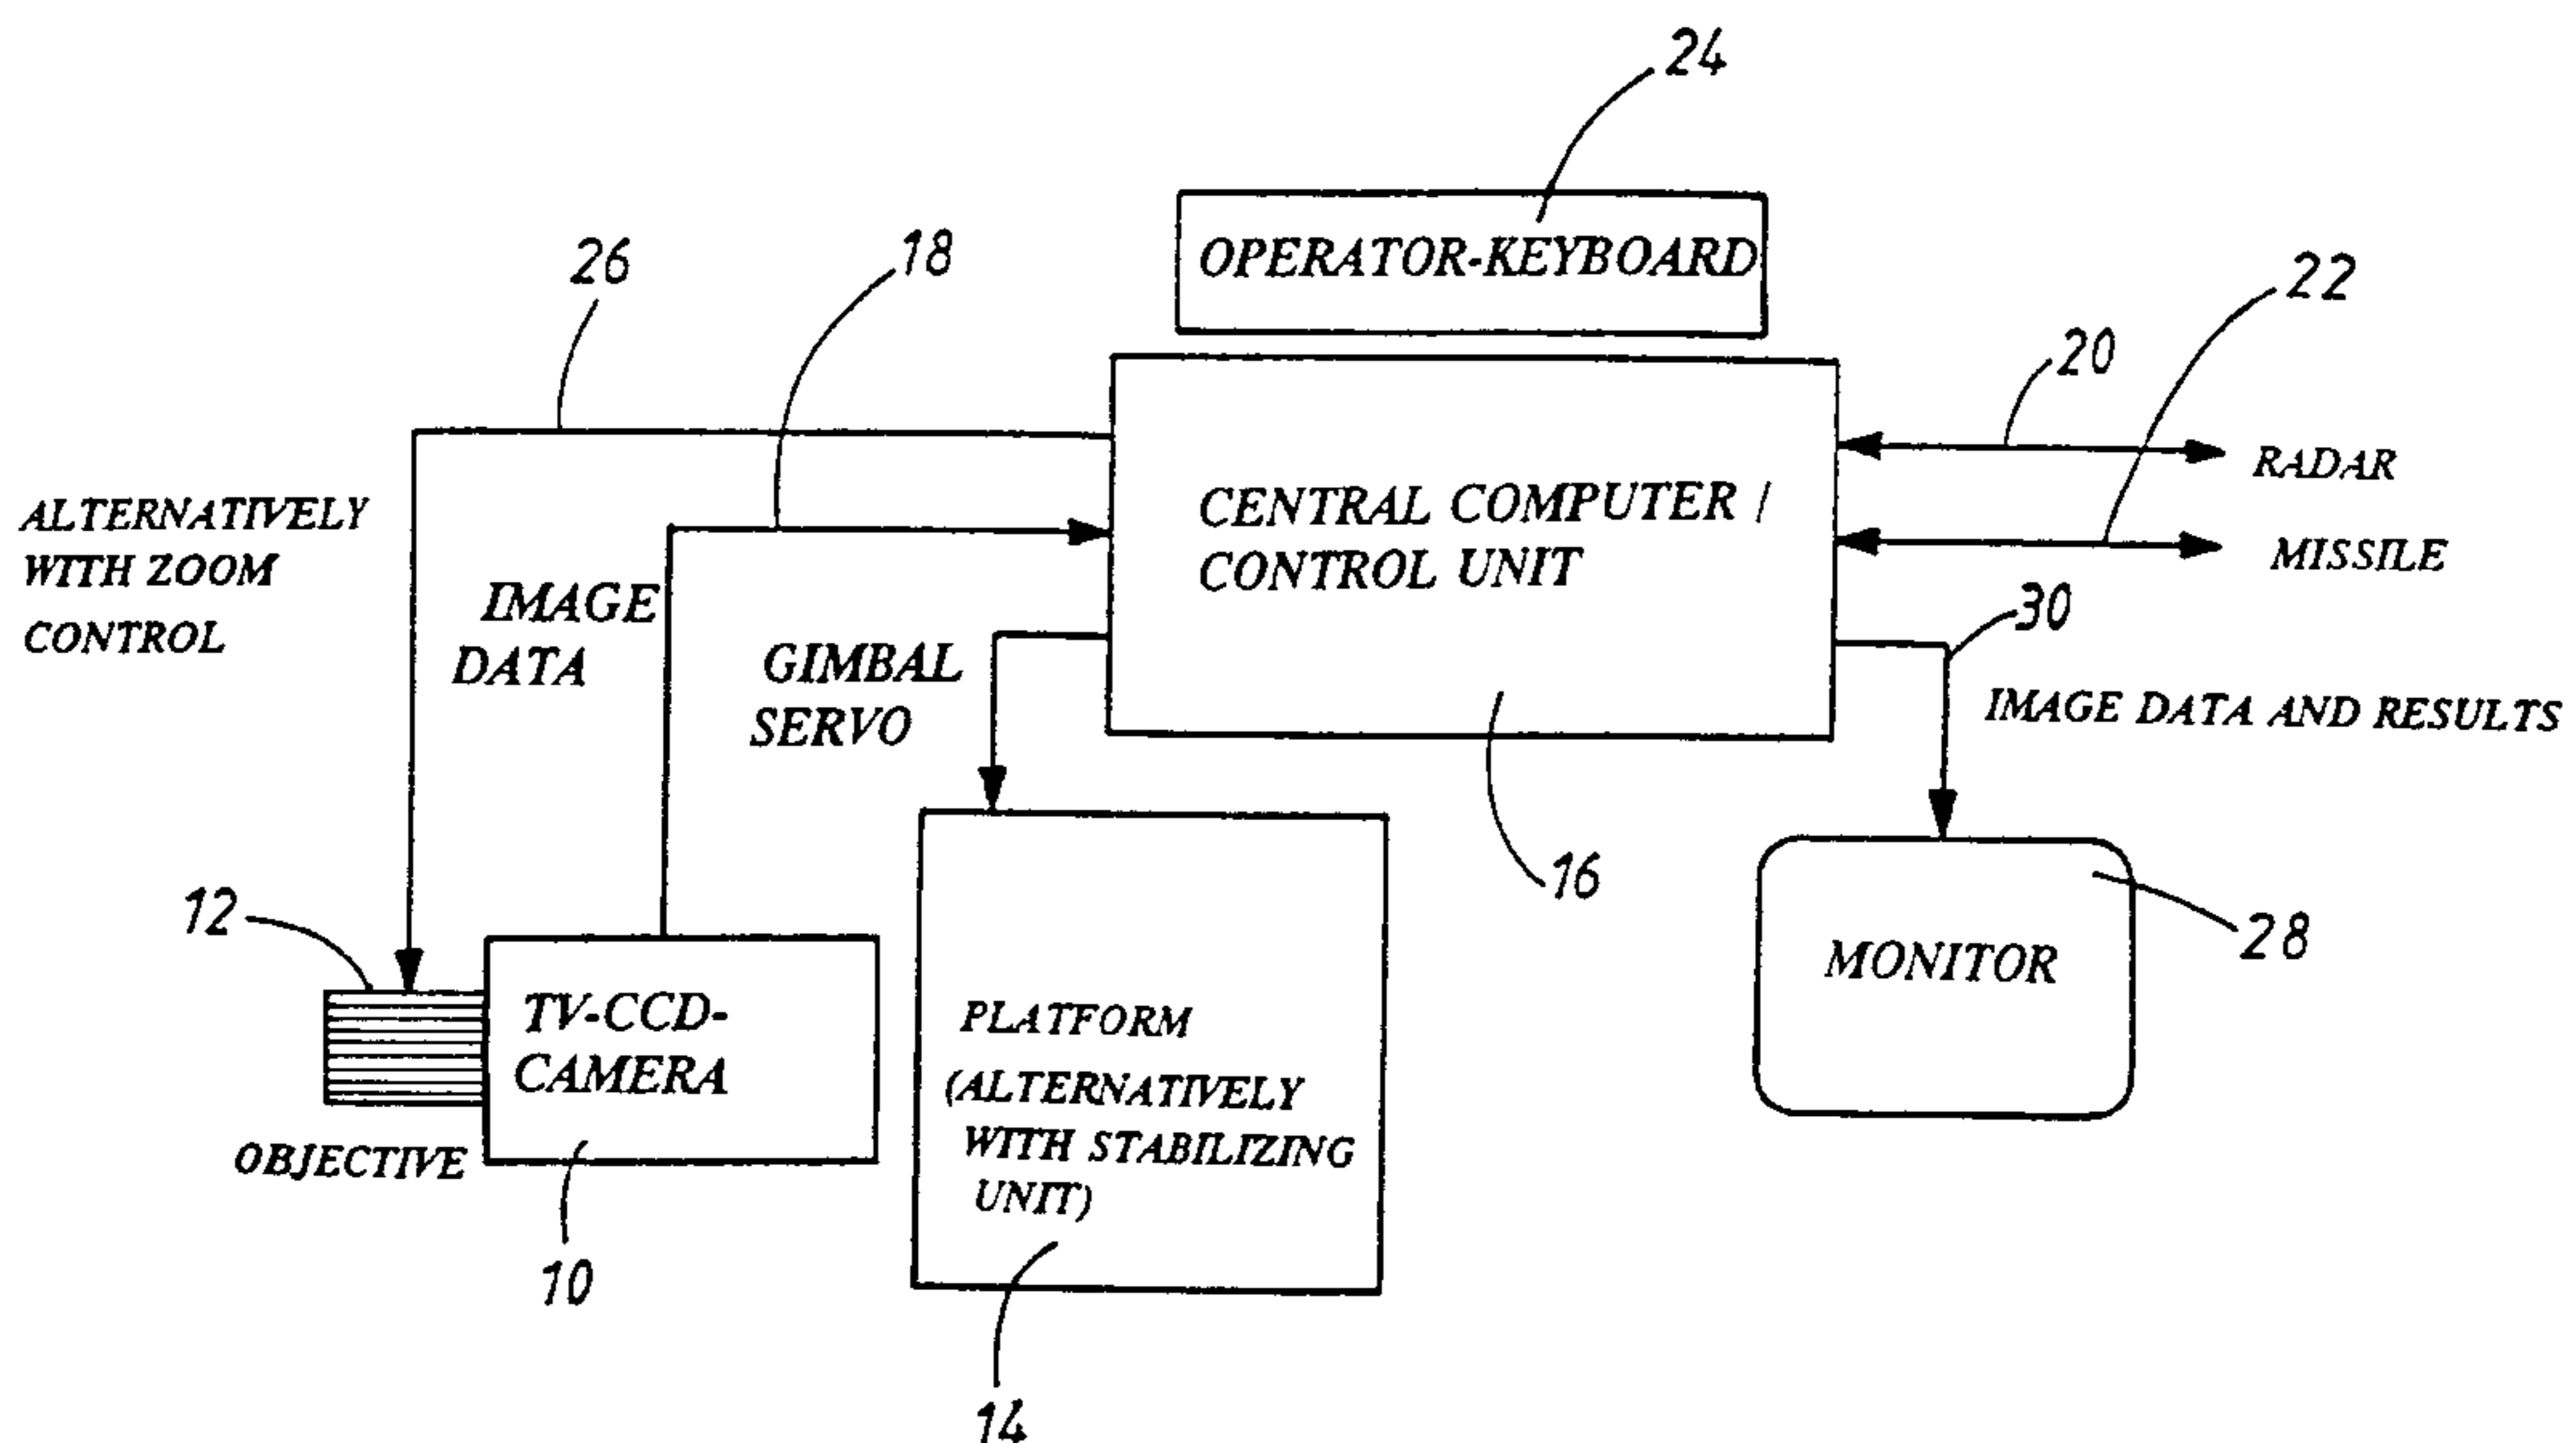 24
OPERATOR-KEYBOARD
26
18
22
20
RADAR
MISSILE
CENTRAL COMPUTER /
CONTROL UNIT
ALTERNATIVELY
WITH ZOOM
CONTROL
IMAGE
DATA
GIMBAL
SERVO
30
IMAGE DATA AND RESULTS
16
12
TV-CCD-
CAMERA
OBJECTIVE
10
PLATFORM
(ALTERNATIVELY
WITH STABILIZING
UNIT)
14
MONITOR
28